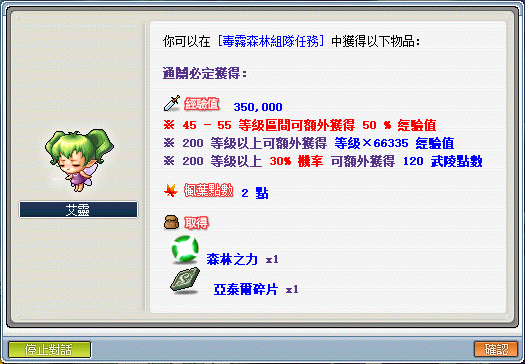 你可以在 [毒霧森林組隊任務] 中獲得以下物品:
通關必定獲得:
經驗值 350,000
※ 45 - 55 等級區間可額外獲得 50 % 經驗值
※ 200 等級以上可額外獲得 等級×66335 經驗值
※ 200 等級以上 30% 機率 可額外獲得 120 武陵點數
楓葉點數 2 點
取得
森林之力 x1
亞泰爾碎片 x1
艾靈
停止對話
確認